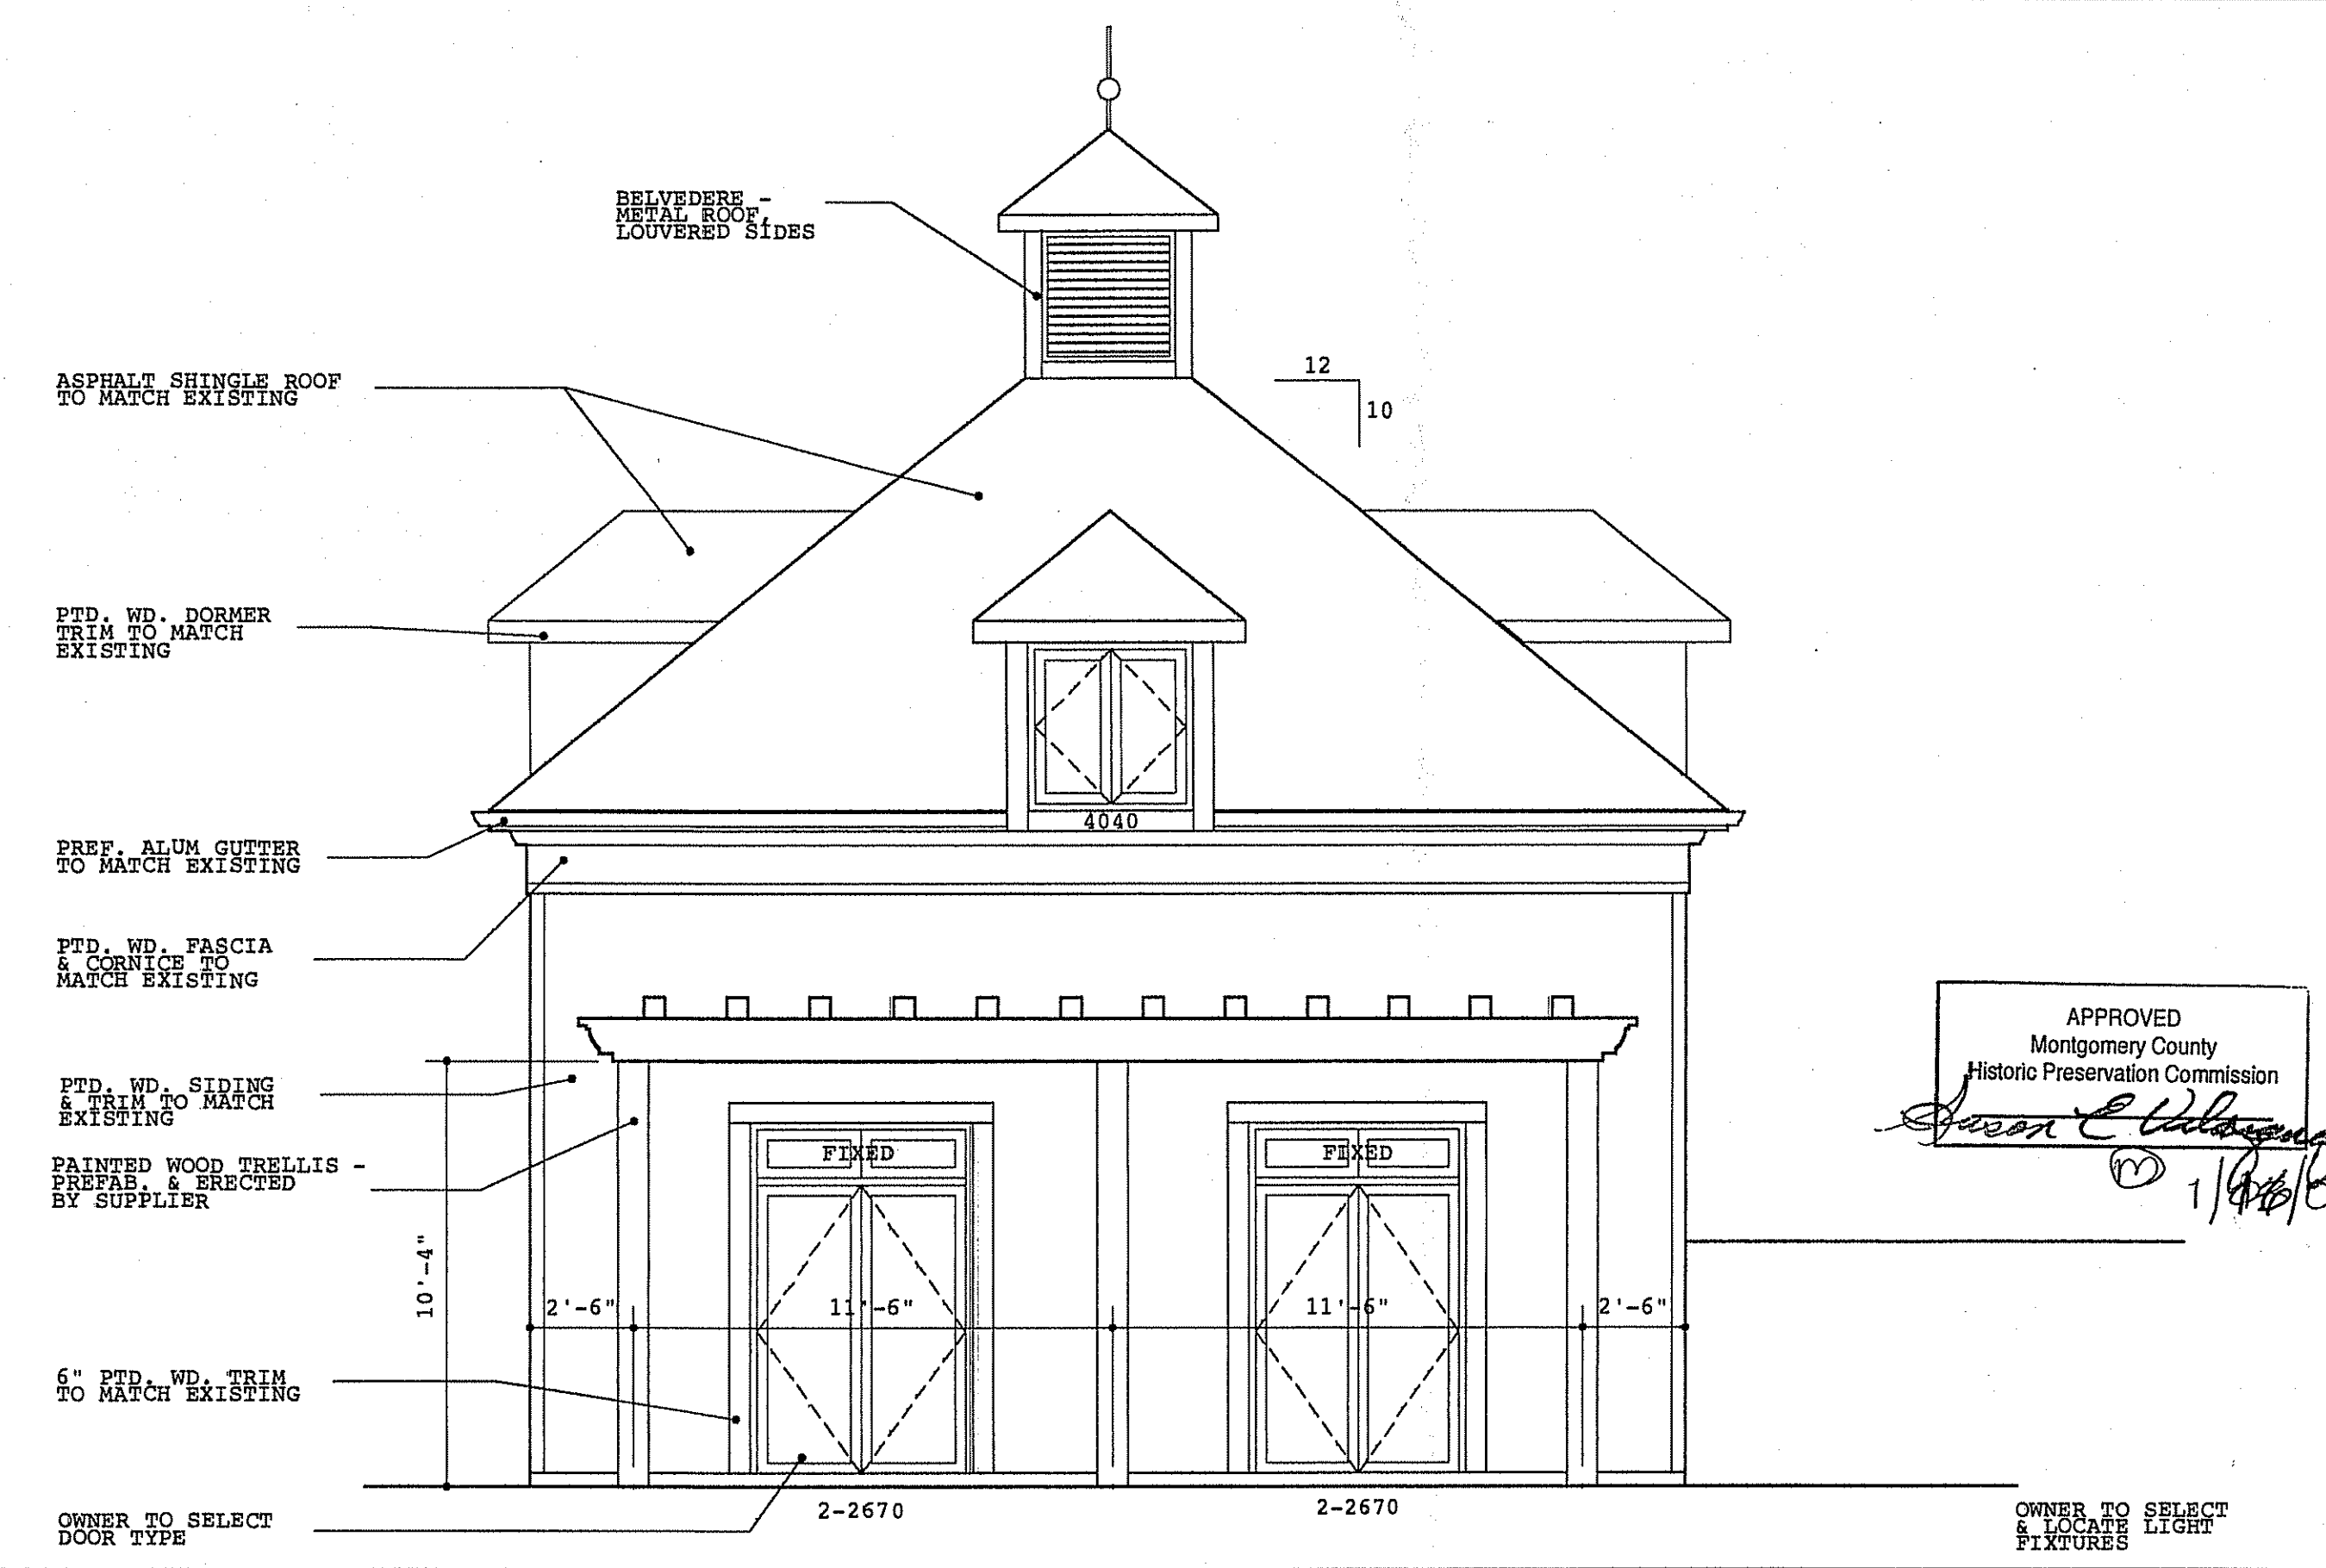 BELVEDERE -
METAL ROOF,
LOUVERED SIDES
12
10
ASPHALT SHINGLE ROOF
TO MATCH EXISTING
PTD. WD. DORMER
TRIM TO MATCH
EXISTING
4040
PREF. ALUM GUTTER
TO MATCH EXISTING
PTD. WD. FASCIA
& CORNICE TO
MATCH EXISTING
APPROVED
Montgomery County
Historic Preservation Commission
Susan E
PTD. WD. SIDING
& TRIM TO MATCH
EXISTING
PAINTED WOOD TRELLIS -
PREFAB. & ERECTED
BY SUPPLIER
FIXED
FIXED
10'-4"
2'-6"
11'-6"
11'-6"
2'-6"
6" PTD. WD. TRIM
TO MATCH EXISTING
OWNER TO SELECT
DOOR TYPE
2-2670
2-2670
OWNER TO SELECT
& LOCATE LIGHT
FIXTURES